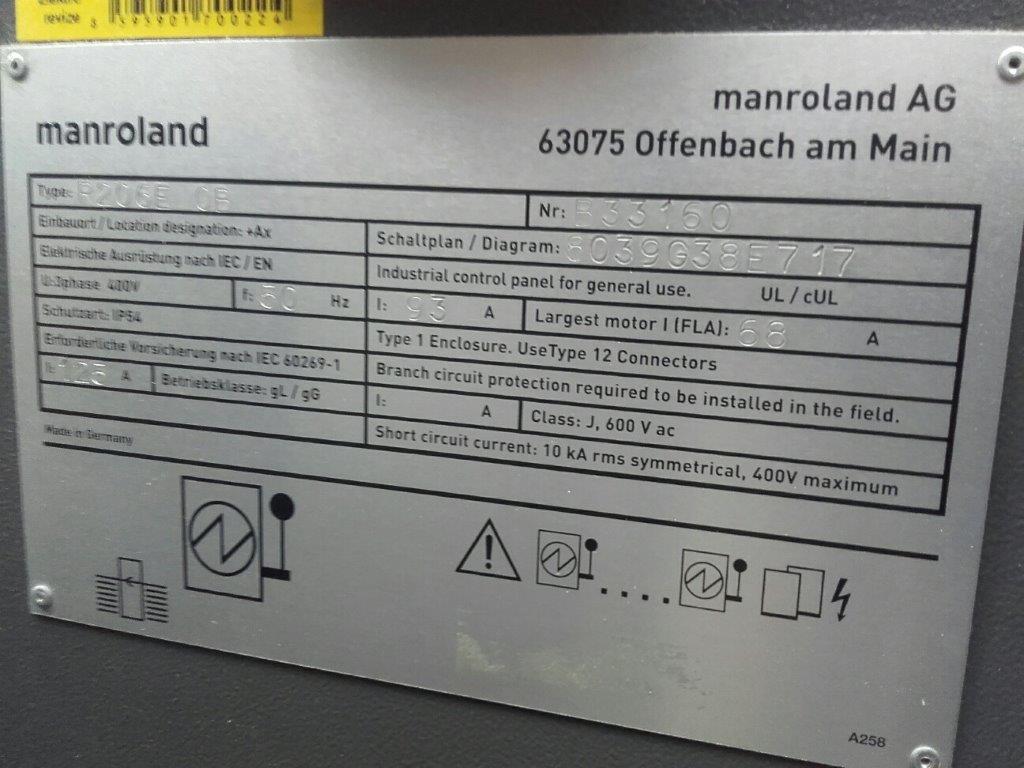 revize
3 595901 700224
manroland
manroland AG
63075 Offenbach am Main
Type: R206E OB
Nr: B33160
Einbauort / Location designation: +Ax
Schaltplan / Diagram: 8039G38E717
Elektrische Ausrüstung nach IEC / EN
Industrial control panel for general use. UL / cUL
U: 3phase 400V f: 50 Hz
I: 93 A Largest motor I (FLA): 68 A
Schutzart: IP54
Type 1 Enclosure. UseType 12 Connectors
Erforderliche Vorsicherung nach IEC 60269-1
Branch circuit protection required to be installed in the field.
I: 125 A Betriebsklasse: gL / gG
I: A Class: J, 600 V ac
Short circuit current: 10 kA rms symmetrical, 400V maximum
Made in Germany
A258